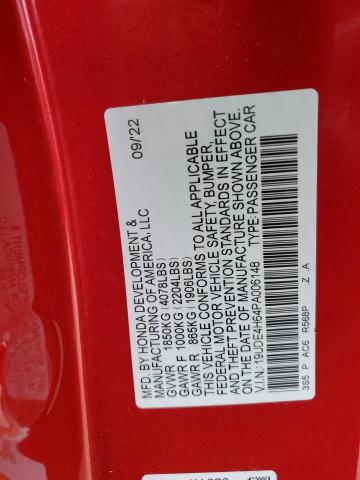 MFD. BY HONDA DEVELOPMENT & 09/22
MANUFACTURING OF AMERICA, LLC
GVWR 1850KG (4078LBS)
GAWR F 1000KG (2204LBS)
GAWR R 865KG (1906LBS)
THIS VEHICLE CONFORMS TO ALL APPLICABLE
FEDERAL MOTOR VEHICLE SAFETY, BUMPER,
AND THEFT PREVENTION STANDARDS IN EFFECT
ON THE DATE OF MANUFACTURE SHOWN ABOVE.
V.I.N: 19UDE4H64PA006148 TYPE: PASSENGER CAR
3S5 P AC6 R568P Z A